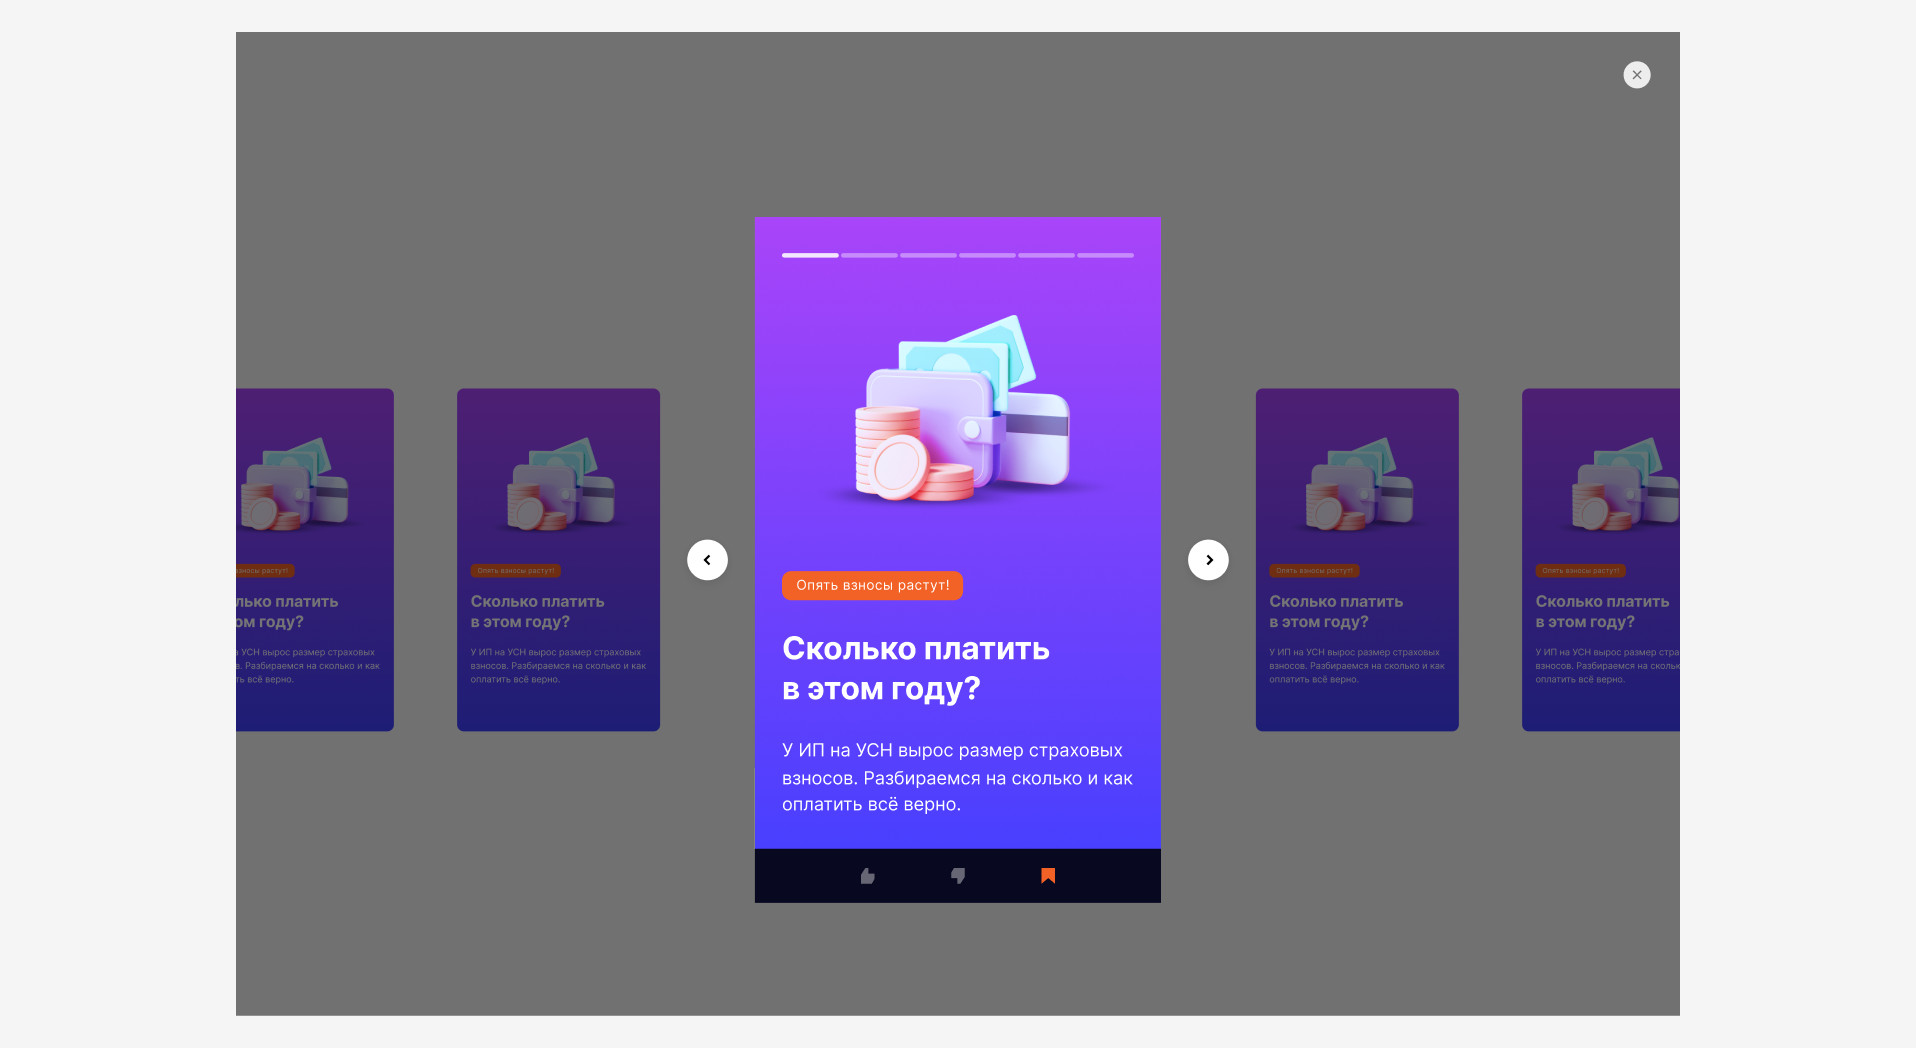 Опять взносы растут!
Сколько платить
в этом году?
У ИП на УСН вырос размер страховых
взносов. Разбираемся на сколько и как
оплатить всё верно.
зносы растут!
лько платить
ом году?
а УСН вырос размер страховых
в. Разбираемся на сколько и как
ть всё верно.
Опять взносы растут!
Сколько платить
в этом году?
У ИП на УСН вырос размер страховых
взносов. Разбираемся на сколько и как
оплатить всё верно.
Опять взносы растут!
Сколько платить
в этом году?
У ИП на УСН вырос размер страховых
взносов. Разбираемся на сколько и как
оплатить всё верно.
Опять взносы растут!
Сколько платить
в этом году?
У ИП на УСН вырос размер стра
взносов. Разбираемся на сколь
оплатить всё верно.